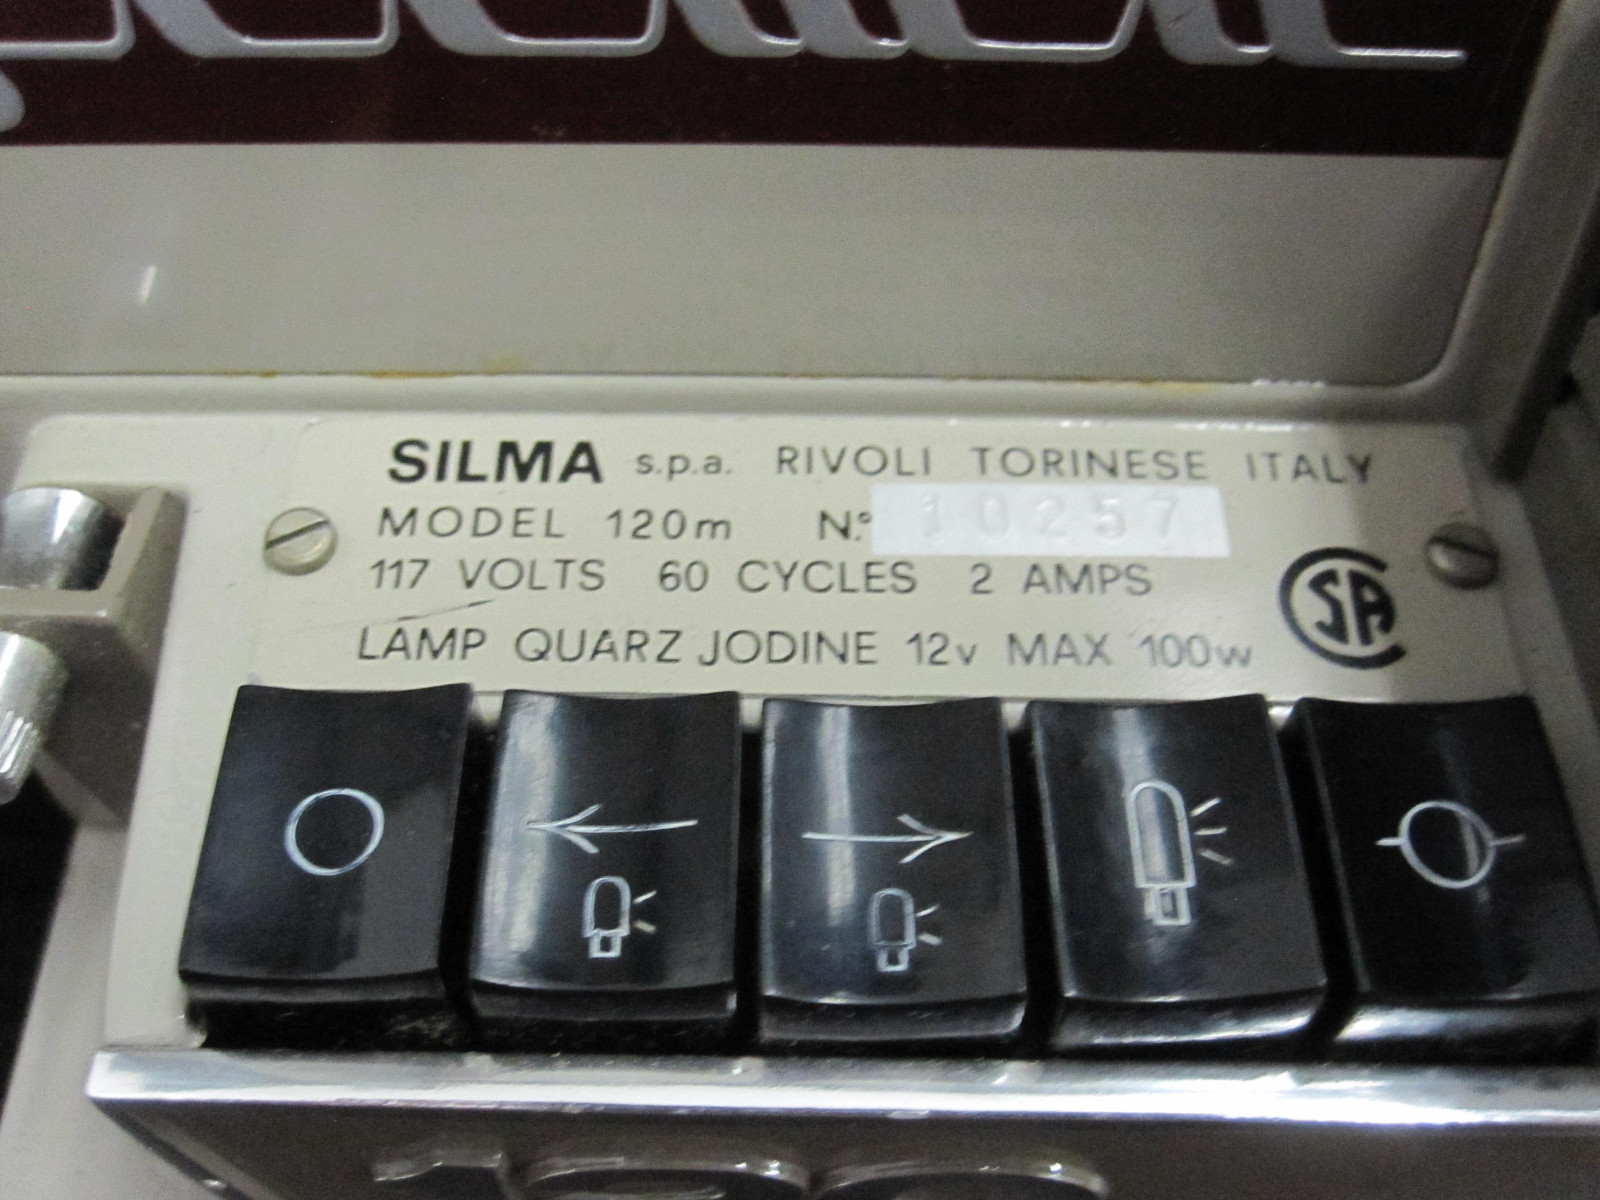 SILMA s.p.a. RIVOLI TORINESE ITALY
MODEL 120m N.º 10257
117 VOLTS 60 CYCLES 2 AMPS
LAMP QUARZ JODINE 12v MAX 100w
CSA